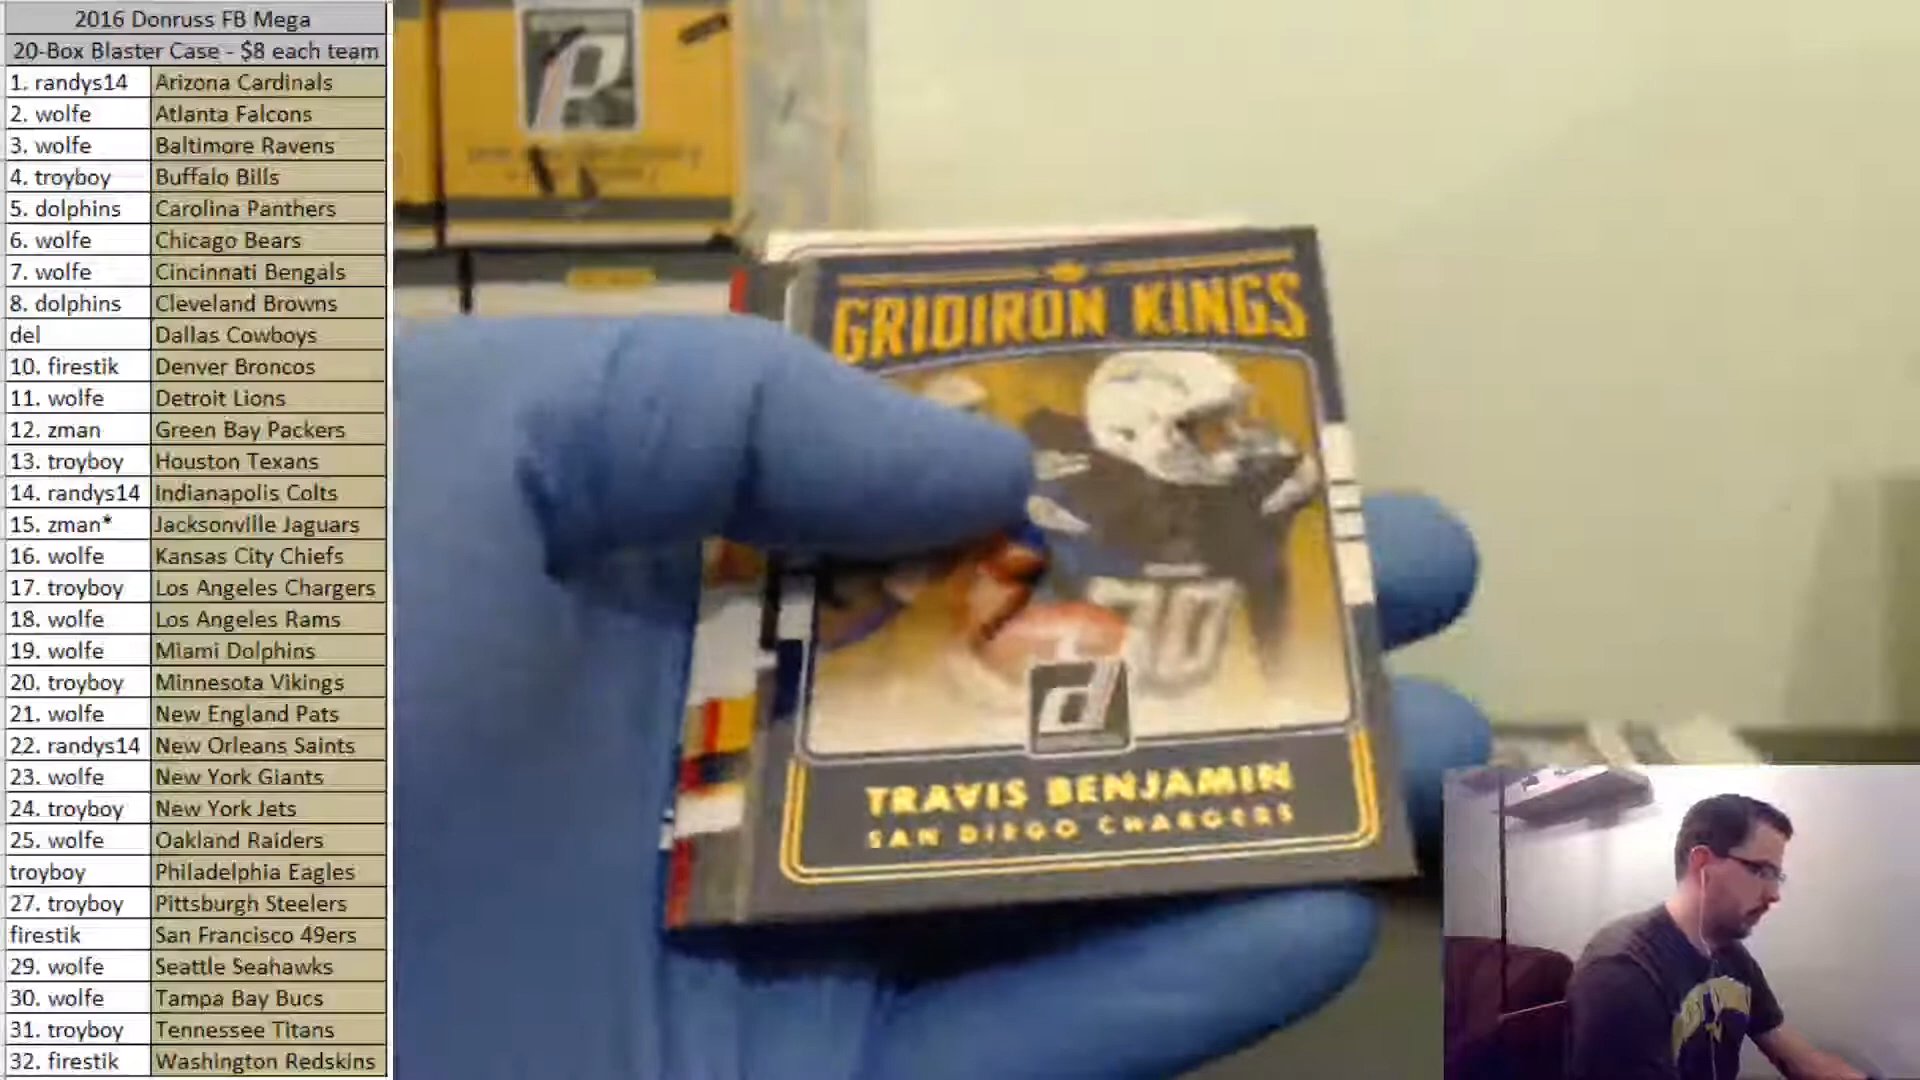 2016 Donruss FB Mega
20-Box Blaster Case - $8 each team
1. randys14 Arizona Cardinals
2. wolfe Atlanta Falcons
3. wolfe Baltimore Ravens
4. troyboy Buffalo Bills
5. dolphins Carolina Panthers
6. wolfe Chicago Bears
7. wolfe Cincinnati Bengals
8. dolphins Cleveland Browns
del Dallas Cowboys
10. firestik Denver Broncos
11. wolfe Detroit Lions
12. zman Green Bay Packers
13. troyboy Houston Texans
14. randys14 Indianapolis Colts
15. zman* Jacksonville Jaguars
16. wolfe Kansas City Chiefs
17. troyboy Los Angeles Chargers
18. wolfe Los Angeles Rams
19. wolfe Miami Dolphins
20. troyboy Minnesota Vikings
21. wolfe New England Pats
22. randys14 New Orleans Saints
23. wolfe New York Giants
24. troyboy New York Jets
25. wolfe Oakland Raiders
troyboy Philadelphia Eagles
27. troyboy Pittsburgh Steelers
firestik San Francisco 49ers
29. wolfe Seattle Seahawks
30. wolfe Tampa Bay Bucs
31. troyboy Tennessee Titans
32. firestik Washington Redskins
GRIDIRON KINGS
d
TRAVIS BENJAMIN
SAN DIEGO CHARGERS